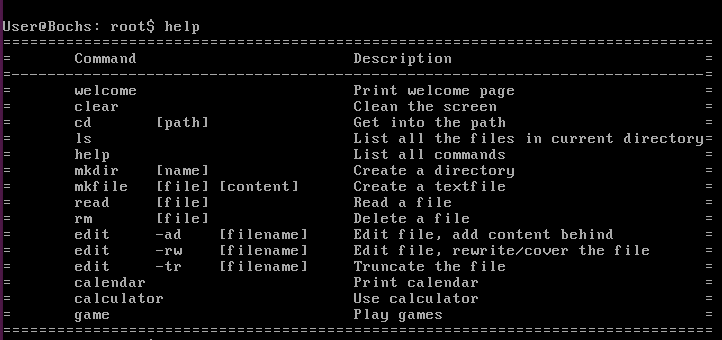 User@Bochs: root$ help
================================================================================
=       Command                        Description                            =
=------------------------------------------------------------------------------=
=       welcome                        Print welcome page                     =
=       clear                          Clean the screen                       =
=       cd       [path]                Get into the path                      =
=       ls                             List all the files in current directory=
=       help                           List all commands                      =
=       mkdir    [name]                Create a directory                     =
=       mkfile   [file] [content]      Create a textfile                      =
=       read     [file]                Read a file                            =
=       rm       [file]                Delete a file                          =
=       edit     -ad    [filename]     Edit file, add content behind          =
=       edit     -rw    [filename]     Edit file, rewrite/cover the file      =
=       edit     -tr    [filename]     Truncate the file                      =
=       calendar                       Print calendar                         =
=       calculator                     Use calculator                         =
=       game                           Play games                             =
================================================================================